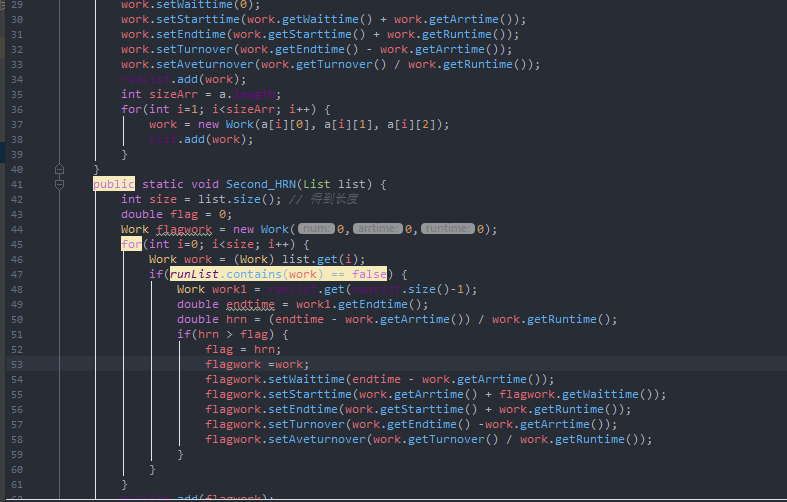 29 work.setWaittime(0);
30 work.setStarttime(work.getWaittime() + work.getArrtime());
31 work.setEndtime(work.getStarttime() + work.getRuntime());
32 work.setTurnover(work.getEndtime() - work.getArrtime());
33 work.setAveturnover(work.getTurnover() / work.getRuntime());
34 runList.add(work);
35 int sizeArr = a.length;
36 for(int i=1; i<sizeArr; i++) {
37 work = new Work(a[i][0], a[i][1], a[i][2]);
38 list.add(work);
39 }
40 }
41 public static void Second_HRN(List list) {
42 int size = list.size(); // 得到长度
43 double flag = 0;
44 Work flagwork = new Work( num: 0, arrtime: 0, runtime: 0);
45 for(int i=0; i<size; i++) {
46 Work work = (Work) list.get(i);
47 if(runList.contains(work) == false) {
48 Work work1 = runList.get(runList.size()-1);
49 double endtime = work1.getEndtime();
50 double hrn = (endtime - work.getArrtime()) / work.getRuntime();
51 if(hrn > flag) {
52 flag = hrn;
53 flagwork =work;
54 flagwork.setWaittime(endtime - work.getArrtime());
55 flagwork.setStarttime(work.getArrtime() + flagwork.getWaittime());
56 flagwork.setEndtime(work.getStarttime() + work.getRuntime());
57 flagwork.setTurnover(work.getEndtime() -work.getArrtime());
58 flagwork.setAveturnover(work.getTurnover() / work.getRuntime());
59 }
60 }
61 }
.add(flagwork);